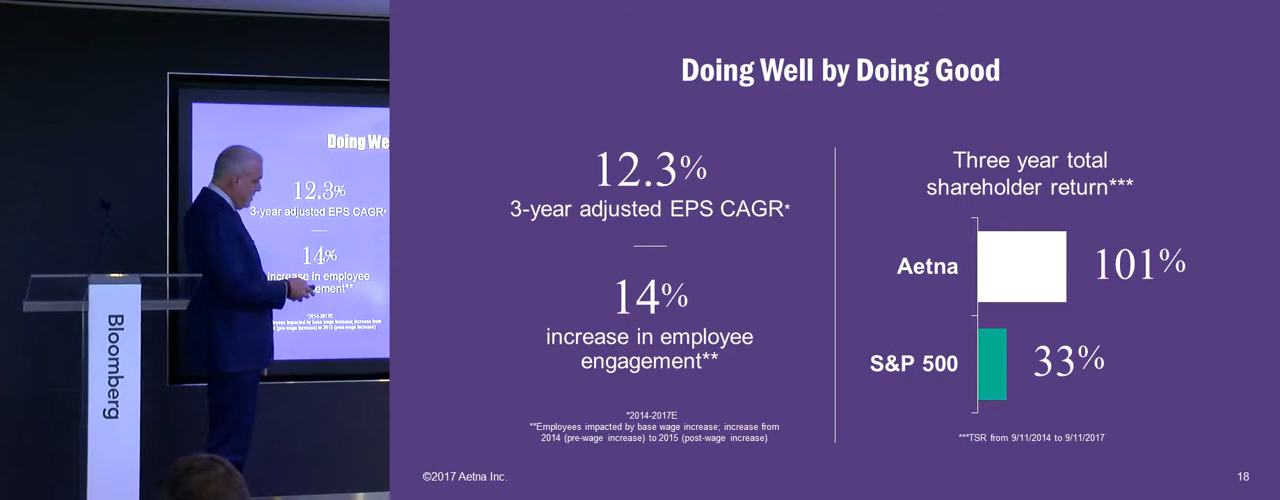 Doing We
12.3%
3-year adjusted EPS CAGR*
14%
increase in employee
ement**
*2014-2017E
Bloomberg
Doing Well by Doing Good
12.3%
3-year adjusted EPS CAGR*
14%
increase in employee
engagement**
*2014-2017E
**Employees impacted by base wage increase; increase from
2014 (pre-wage increase) to 2015 (post-wage increase)
Three year total
shareholder return***
Aetna
101%
S&P 500
33%
***TSR from 9/11/2014 to 9/11/2017
©2017 Aetna Inc.
18